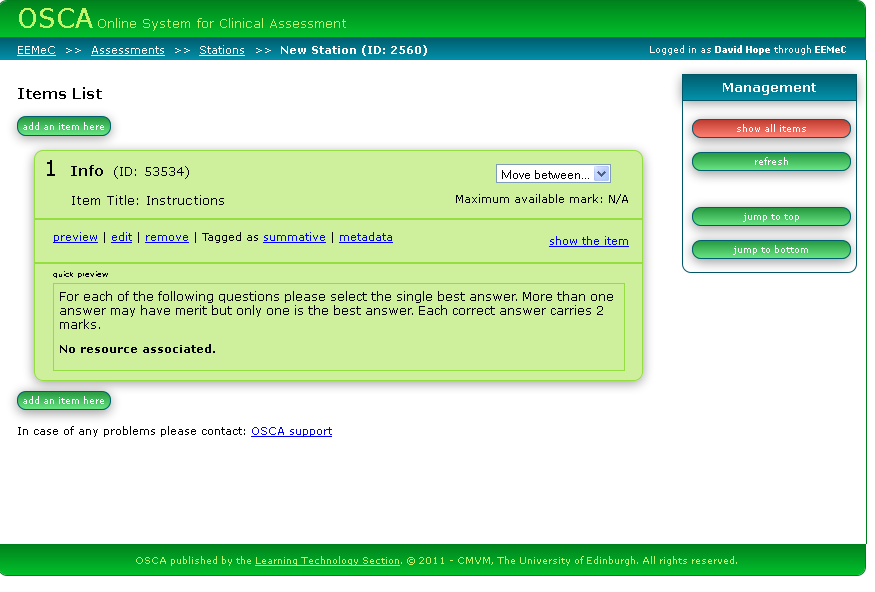 OSCA Online System for Clinical Assessment
EEMeC >> Assessments >> Stations >> New Station (ID: 2560)
Logged in as David Hope through EEMeC
Items List
add an item here
1 Info (ID: 53534)
Move between...
Item Title: Instructions
Maximum available mark: N/A
preview | edit | remove | Tagged as summative | metadata
show the item
quick preview
For each of the following questions please select the single best answer. More than one
answer may have merit but only one is the best answer. Each correct answer carries 2
marks.
No resource associated.
add an item here
In case of any problems please contact: OSCA support
Management
show all items
refresh
jump to top
jump to bottom
OSCA published by the Learning Technology Section. © 2011 - CMVM, The University of Edinburgh. All rights reserved.